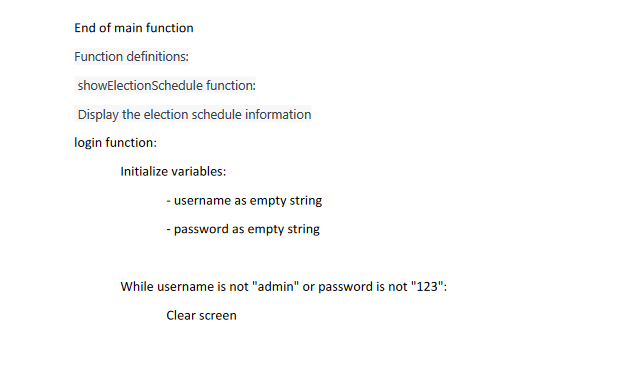 End of main function
Function definitions:
showElectionSchedule function:
Display the election schedule information
login function:
Initialize variables:
- username as empty string
- password as empty string
While username is not "admin" or password is not "123":
Clear screen